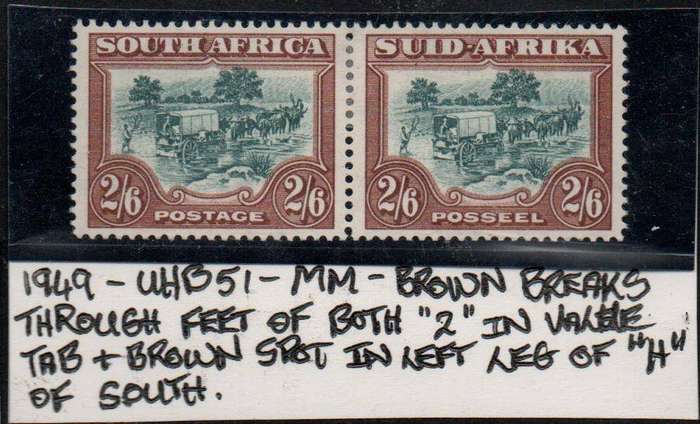 SOUTH AFRICA SUID-AFRIKA
2/6 POSTAGE 2/6 2/6 POSSEEL 2/6
1949 - UHB51 - MM - BROWN BREAKS
THROUGH FEET OF BOTH "2" IN VALUE
TAB + BROWN SPOT IN LEFT LEG OF "H"
OF SOUTH.